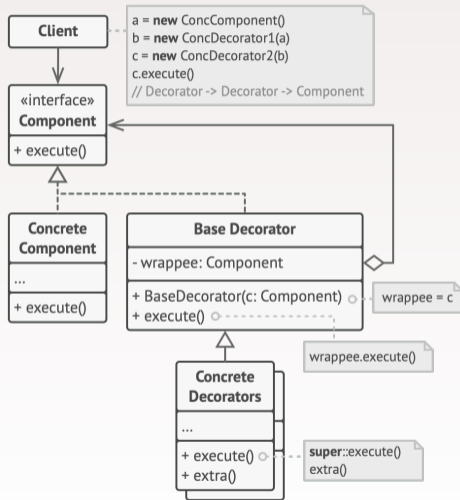 Client
a = new ConcComponent()
b = new ConcDecorator1(a)
c = new ConcDecorator2(b)
c.execute()
// Decorator -> Decorator -> Component
«interface»
Component
+ execute()
Concrete
Component
...
+ execute()
Base Decorator
- wrappee: Component
+ BaseDecorator(c: Component)
+ execute()
wrappee = c
wrappee.execute()
Concrete
Decorators
...
+ execute()
+ extra()
super::execute()
extra()